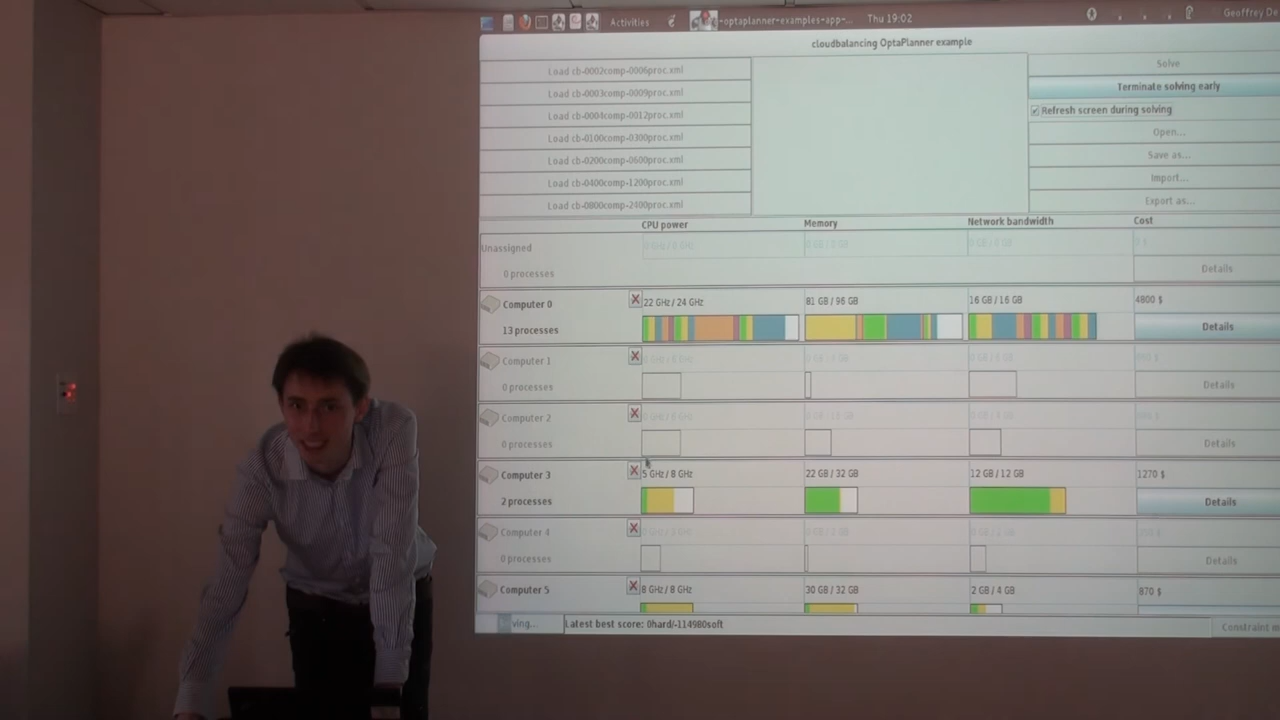 Activities -optaplanner-examples-app-... Thu 19:02 Geoffrey De
cloudbalancing OptaPlanner example
Load cb-0002comp-0006proc.xml
Load cb-0003comp-0009proc.xml
Load cb-0004comp-0012proc.xml
Load cb-0100comp-0300proc.xml
Load cb-0200comp-0600proc.xml
Load cb-0400comp-1200proc.xml
Load cb-0800comp-2400proc.xml
Solve
Terminate solving early
Refresh screen during solving
Open...
Save as...
Import...
Export as...
CPU power Memory Network bandwidth Cost
Unassigned
0 processes Details
Computer 0 22 GHz / 24 GHz 81 GB / 96 GB 16 GB / 16 GB 4800 $
13 processes Details
Computer 1
0 processes Details
Computer 2
0 processes Details
Computer 3 5 GHz / 8 GHz 22 GB / 32 GB 12 GB / 12 GB 1270 $
2 processes Details
Computer 4
0 processes Details
Computer 5 8 GHz / 8 GHz 30 GB / 32 GB 2 GB / 4 GB 870 $
Latest best score: 0hard/-114980soft Constraint